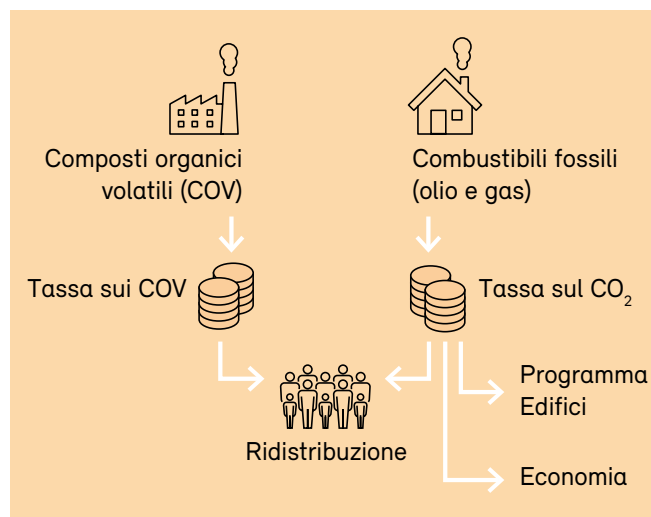 Composti organici
volatili (COV)
Combustibili fossili
(olio e gas)
Tassa sui COV
Tassa sul CO₂
Programma
Edifici
Ridistribuzione
Economia